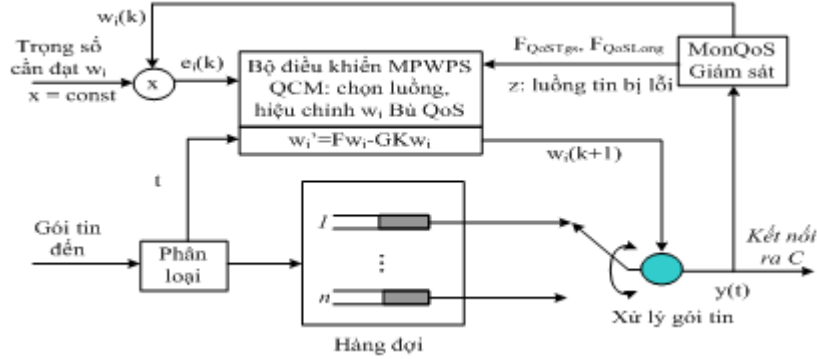 wᵢ(k)
Trọng số
cần đạt wᵢ
x = const
x
eᵢ(k)
Bộ điều khiển MPWPS
QCM: chọn luồng,
hiệu chỉnh wᵢ Bù QoS
wᵢ’=Fwᵢ-GKwᵢ
F_QoSTgs, F_QoSLong
z: luồng tin bị lỗi
MonQoS
Giám sát
wᵢ(k+1)
t
Gói tin
đến
Phân
loại
1
⋮
n
Hàng đợi
Kết nối
ra C
y(t)
Xử lý gói tin